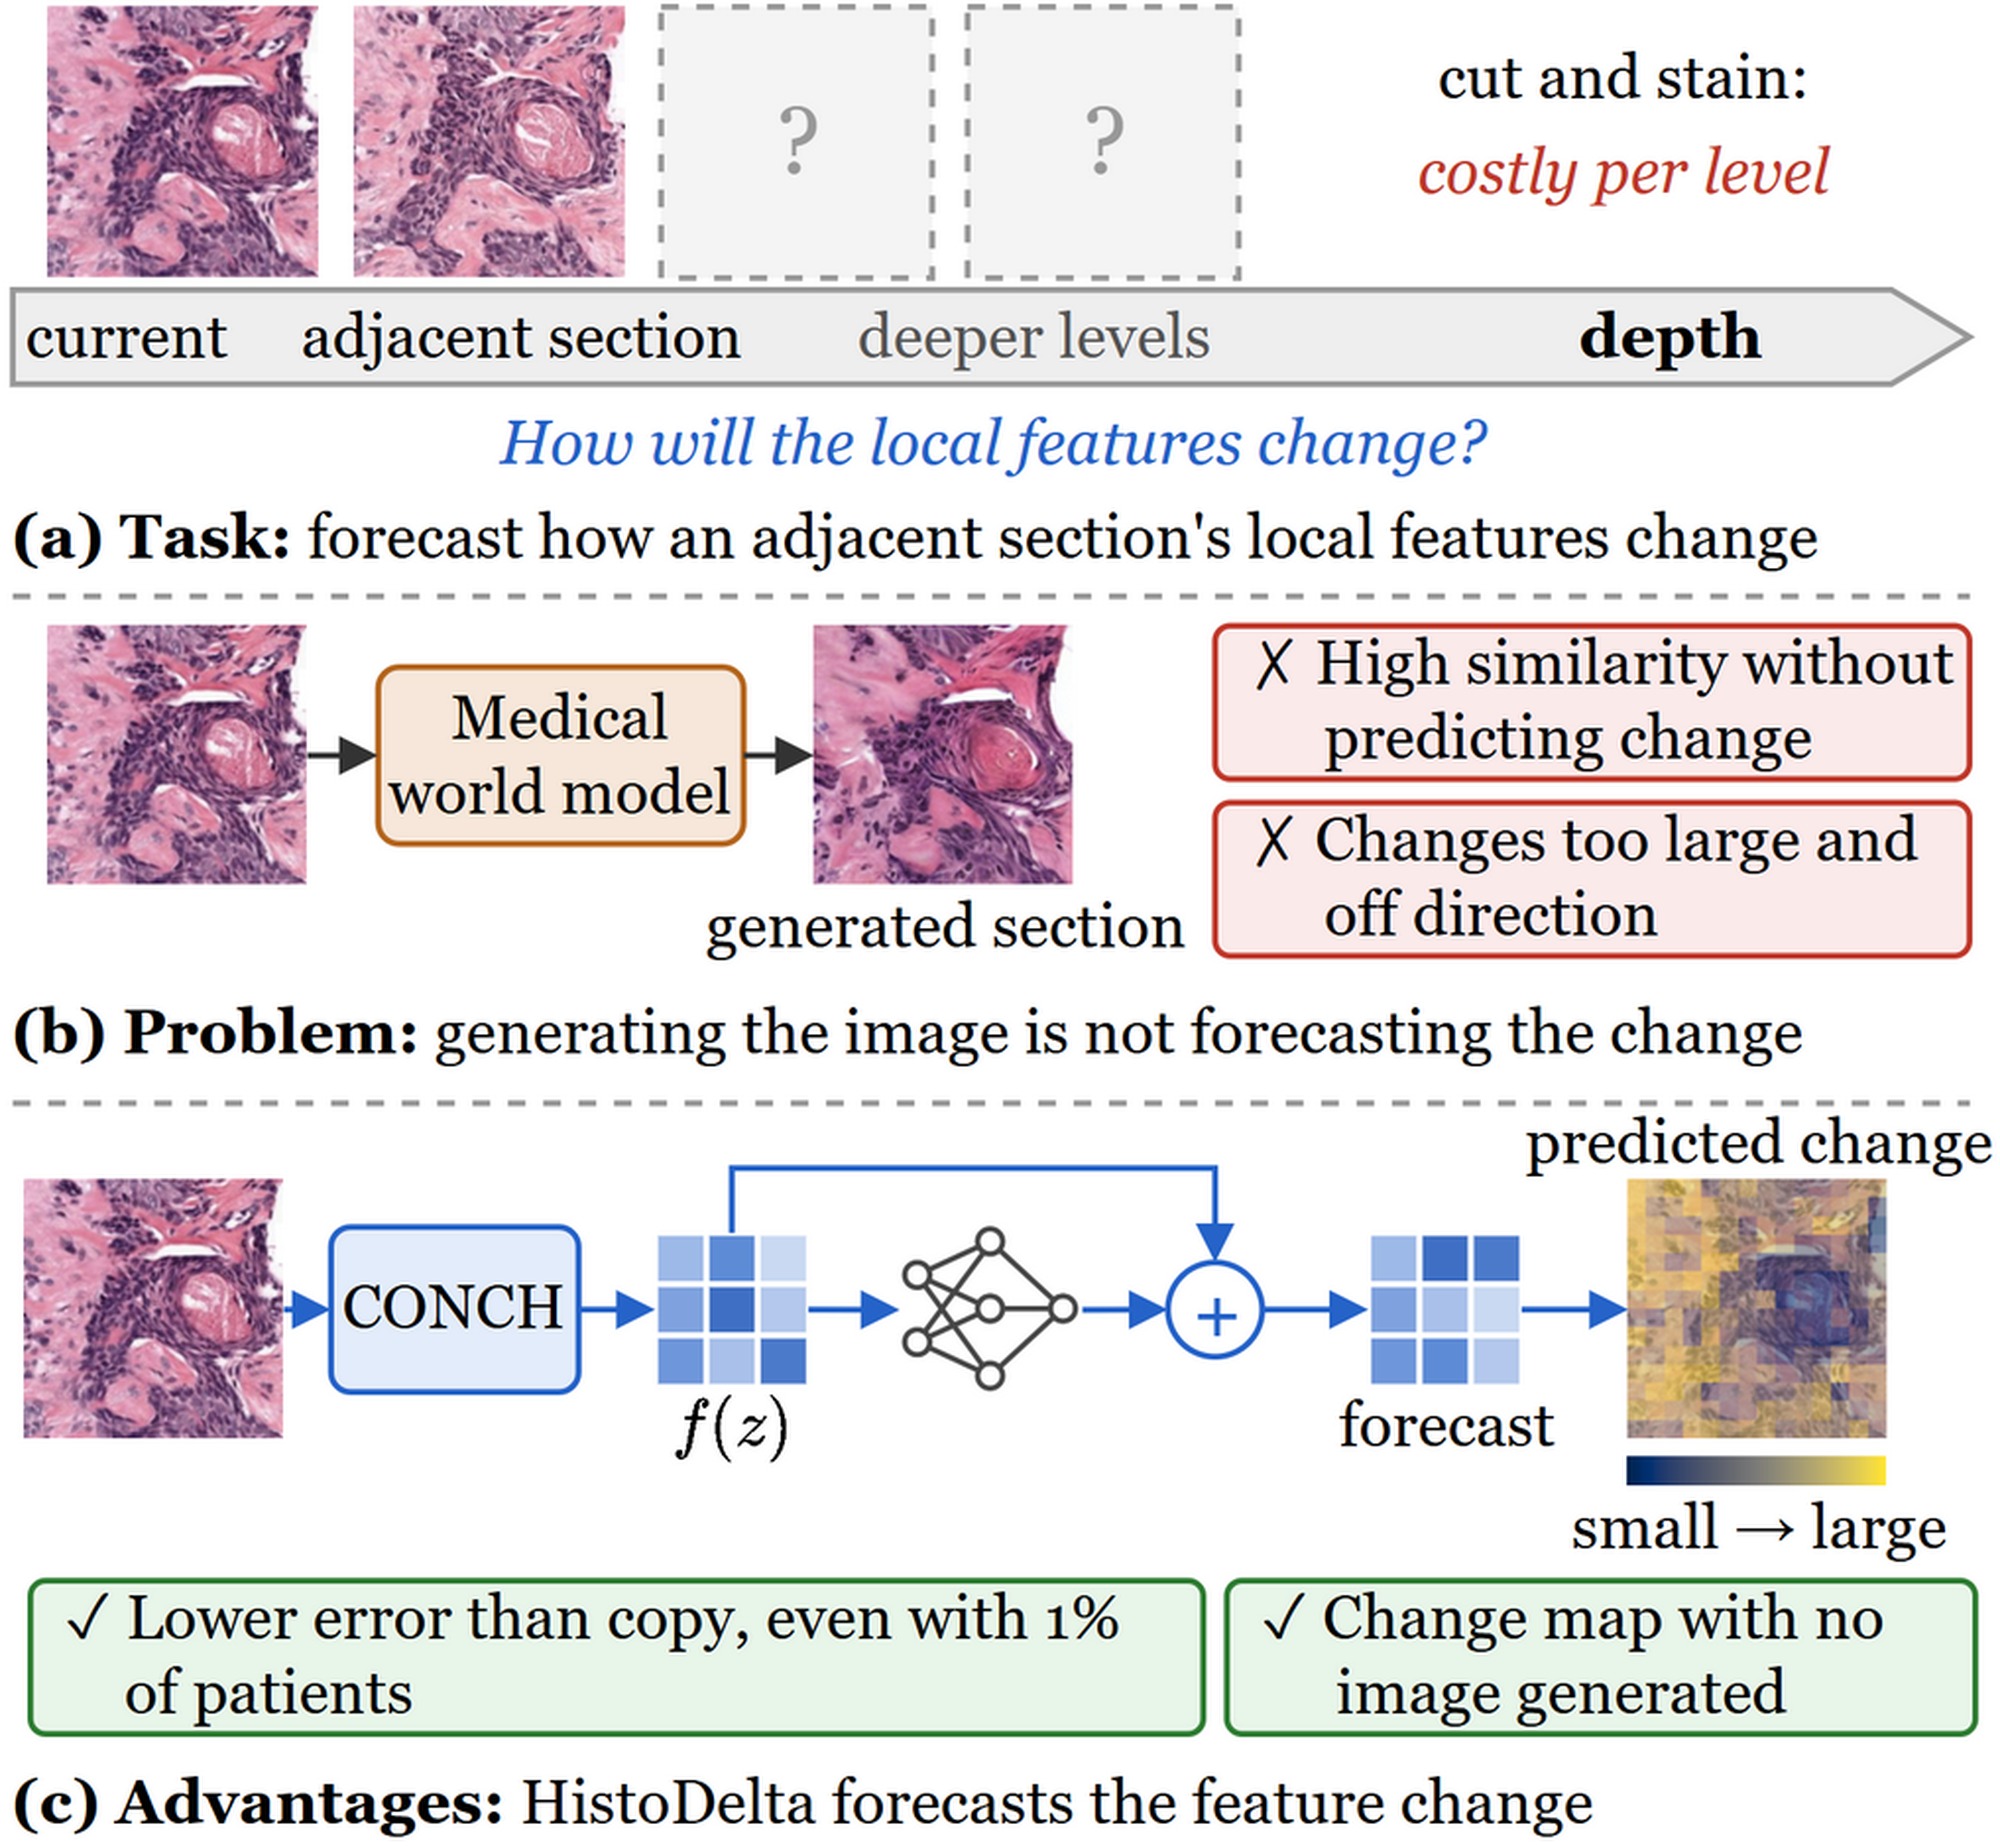 cut and stain:
costly per level
? ?
current adjacent section deeper levels depth
How will the local features change?
(a) Task: forecast how an adjacent section's local features change
Medical
world model
generated section
✗ High similarity without
predicting change
✗ Changes too large and
off direction
(b) Problem: generating the image is not forecasting the change
predicted change
CONCH
f(z)
+
forecast
small → large
✓ Lower error than copy, even with 1%
of patients
✓ Change map with no
image generated
(c) Advantages: HistoDelta forecasts the feature change